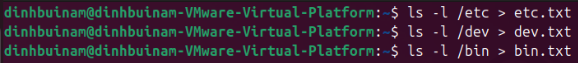 dinhbuinam@dinhbuinam-VMware-Virtual-Platform:~$ ls -l /etc > etc.txt
dinhbuinam@dinhbuinam-VMware-Virtual-Platform:~$ ls -l /dev > dev.txt
dinhbuinam@dinhbuinam-VMware-Virtual-Platform:~$ ls -l /bin > bin.txt